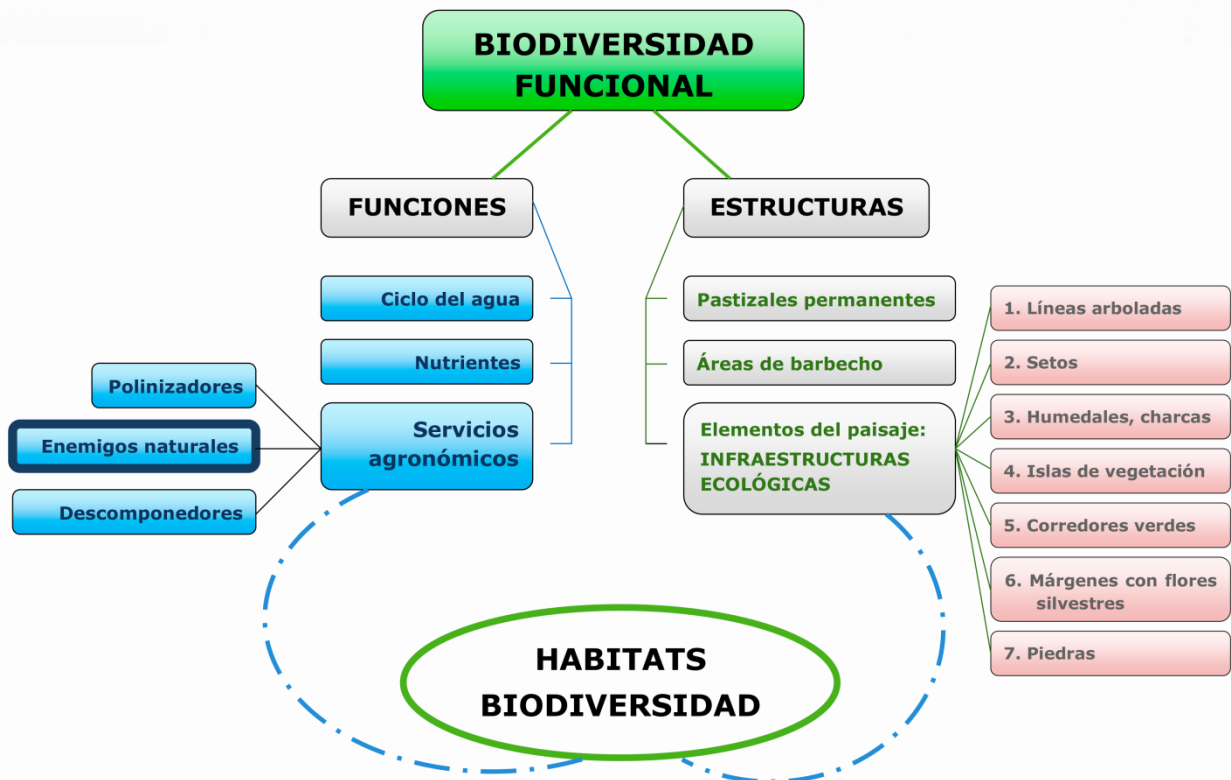 BIODIVERSIDAD
FUNCIONAL
FUNCIONES
ESTRUCTURAS
Ciclo del agua
Nutrientes
Servicios
agronómicos
Polinizadores
Enemigos naturales
Descomponedores
Pastizales permanentes
Áreas de barbecho
Elementos del paisaje:
INFRAESTRUCTURAS
ECOLÓGICAS
1. Líneas arboladas
2. Setos
3. Humedales, charcas
4. Islas de vegetación
5. Corredores verdes
6. Márgenes con flores
silvestres
7. Piedras
HABITATS
BIODIVERSIDAD